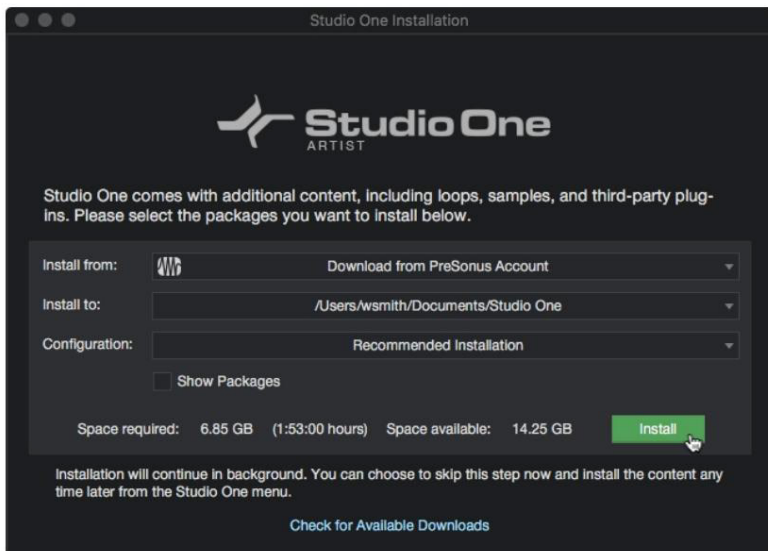 Studio One Installation
Studio One
ARTIST
Studio One comes with additional content, including loops, samples, and third-party plug-
ins. Please select the packages you want to install below.
Install from: Download from PreSonus Account
Install to: /Users/wsmith/Documents/Studio One
Configuration: Recommended Installation
Show Packages
Space required: 6.85 GB (1:53:00 hours) Space available: 14.25 GB Install
Installation will continue in background. You can choose to skip this step now and install the content any
time later from the Studio One menu.
Check for Available Downloads